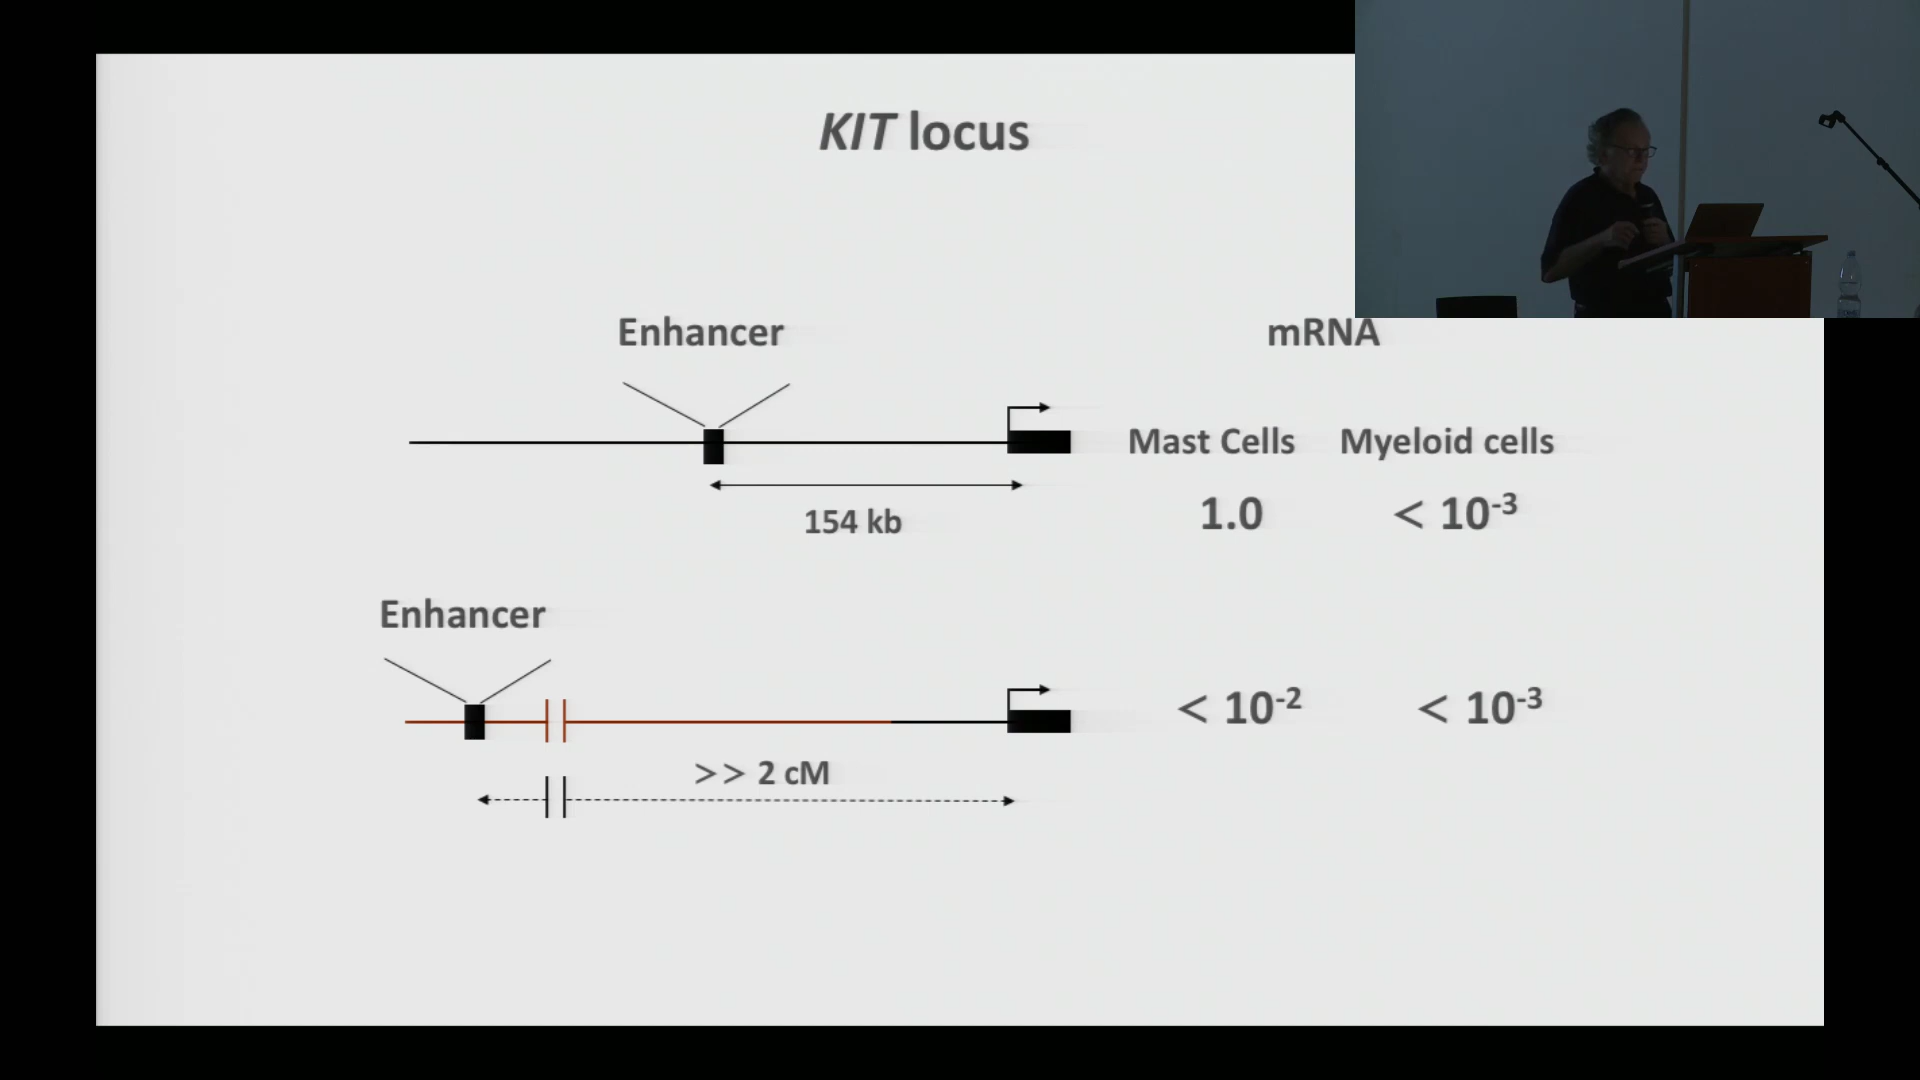 KIT locus
Enhancer
mRNA
Mast Cells Myeloid cells
154 kb
1.0
< 10⁻³
Enhancer
>> 2 cM
< 10⁻²
< 10⁻³